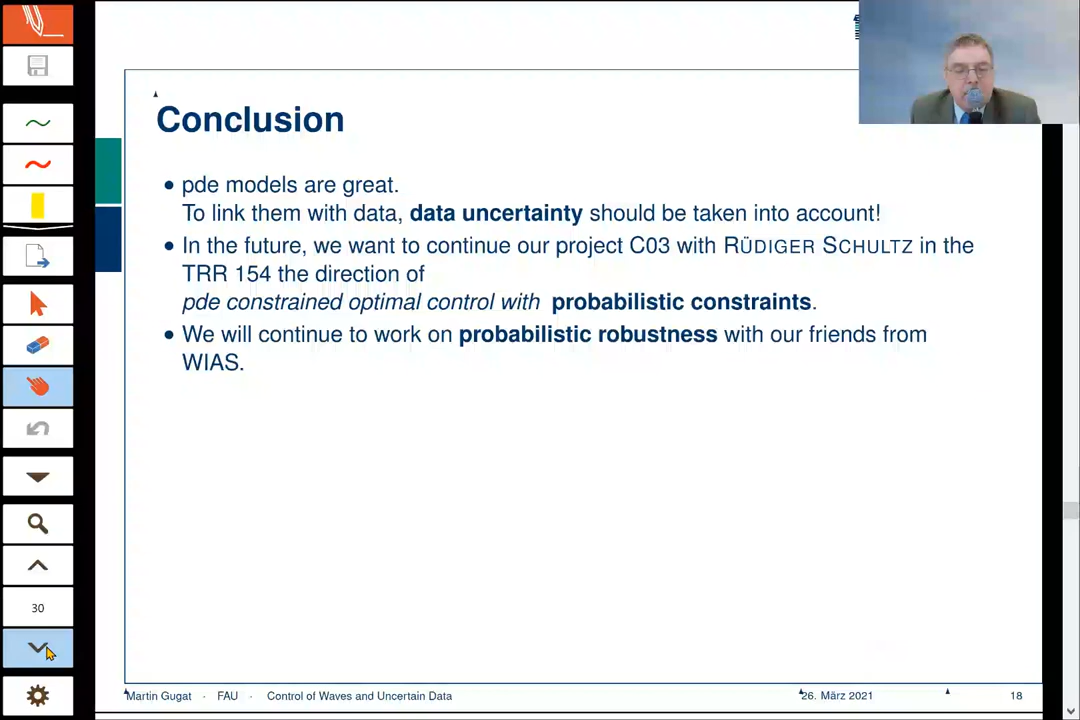 Conclusion
• pde models are great.
To link them with data, data uncertainty should be taken into account!
• In the future, we want to continue our project C03 with RÜDIGER SCHULTZ in the
TRR 154 the direction of
pde constrained optimal control with probabilistic constraints.
• We will continue to work on probabilistic robustness with our friends from
WIAS.
30
Martin Gugat · FAU · Control of Waves and Uncertain Data 26. März 2021 18